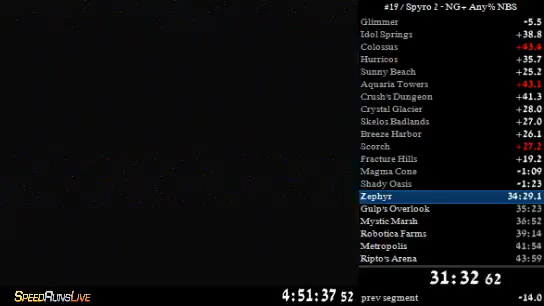 #19 / Spyro 2 - NG+ Any% NBS
Glimmer -5.5
Idol Springs +38.8
Colossus +43.4
Hurricos +35.7
Sunny Beach +25.2
Aquaria Towers +43.1
Crush's Dungeon +41.3
Crystal Glacier +28.0
Skelos Badlands +27.0
Breeze Harbor +26.1
Scorch +27.2
Fracture Hills +19.2
Magma Cone -1:09
Shady Oasis -1:23
Zephyr 34:29.1
Gulp's Overlook 35:23
Mystic Marsh 36:52
Robotica Farms 39:14
Metropolis 41:54
Ripto's Arena 43:59
31:32 62
SpeedRunsLive 4:51:37 52
prev segment -14.0